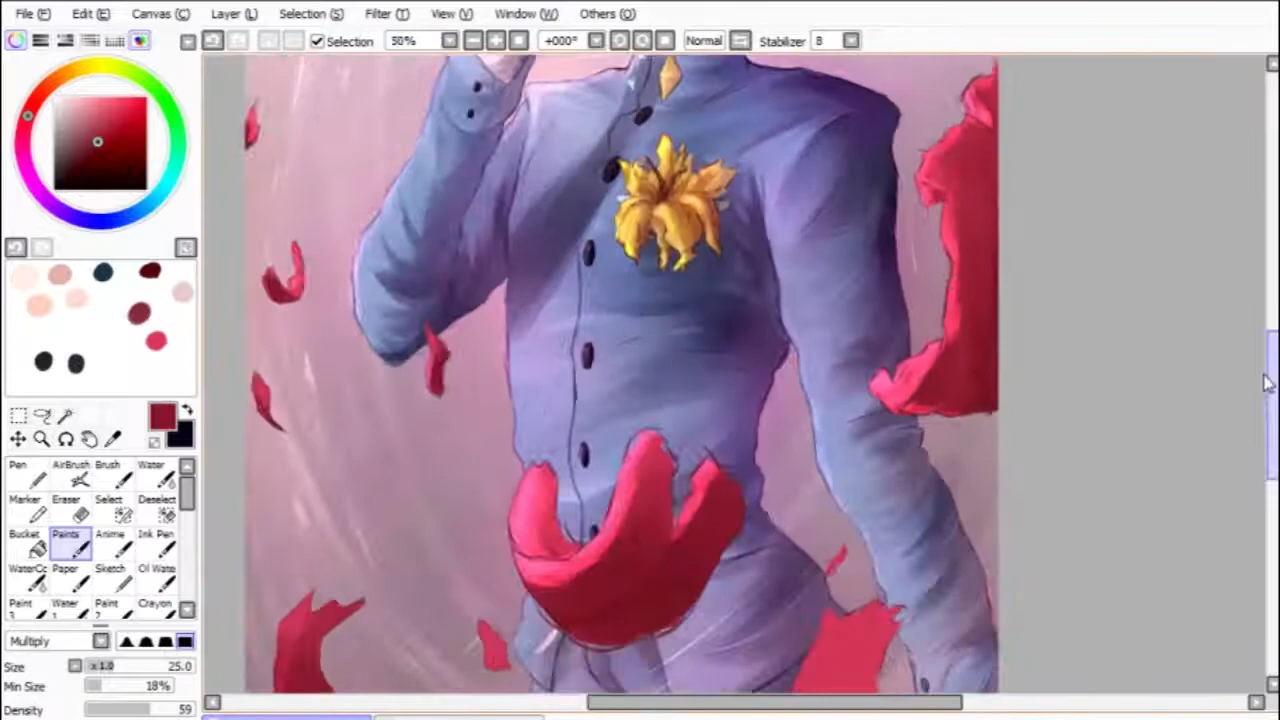 File (F) Edit (E) Canvas (C) Layer (L) Selection (S) Filter (T) View (V) Window (W) Others (O)
Selection 50% +000° Normal Stabilizer 8
Pen AirBrush Brush Water
Marker Eraser Select Deselect
Bucket Paints Anime Ink Pen
WaterCc Paper Sketch Oil Wate
Paint 3 Water 1 Paint 2 Crayon
Multiply
Size x 1.0 25.0
Min Size 18%
Density 59